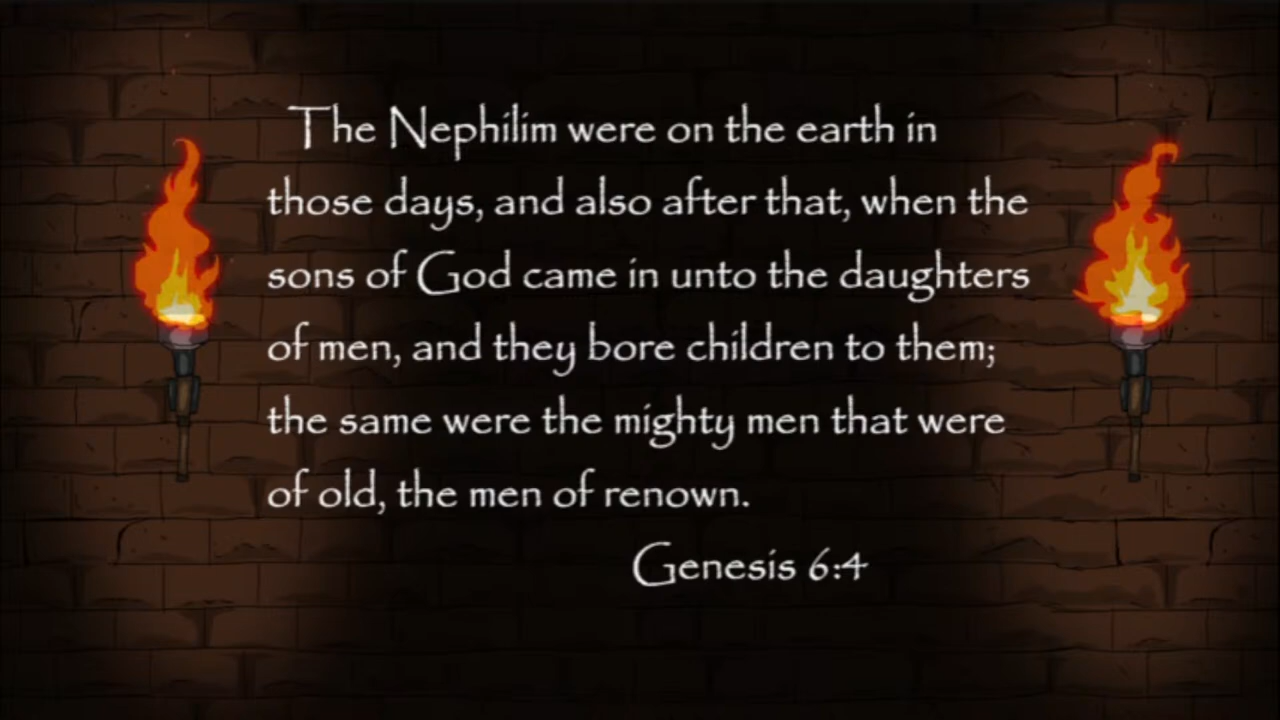 The Nephilim were on the earth in
those days, and also after that, when the
sons of God came in unto the daughters
of men, and they bore children to them;
the same were the mighty men that were
of old, the men of renown.
Genesis 6:4